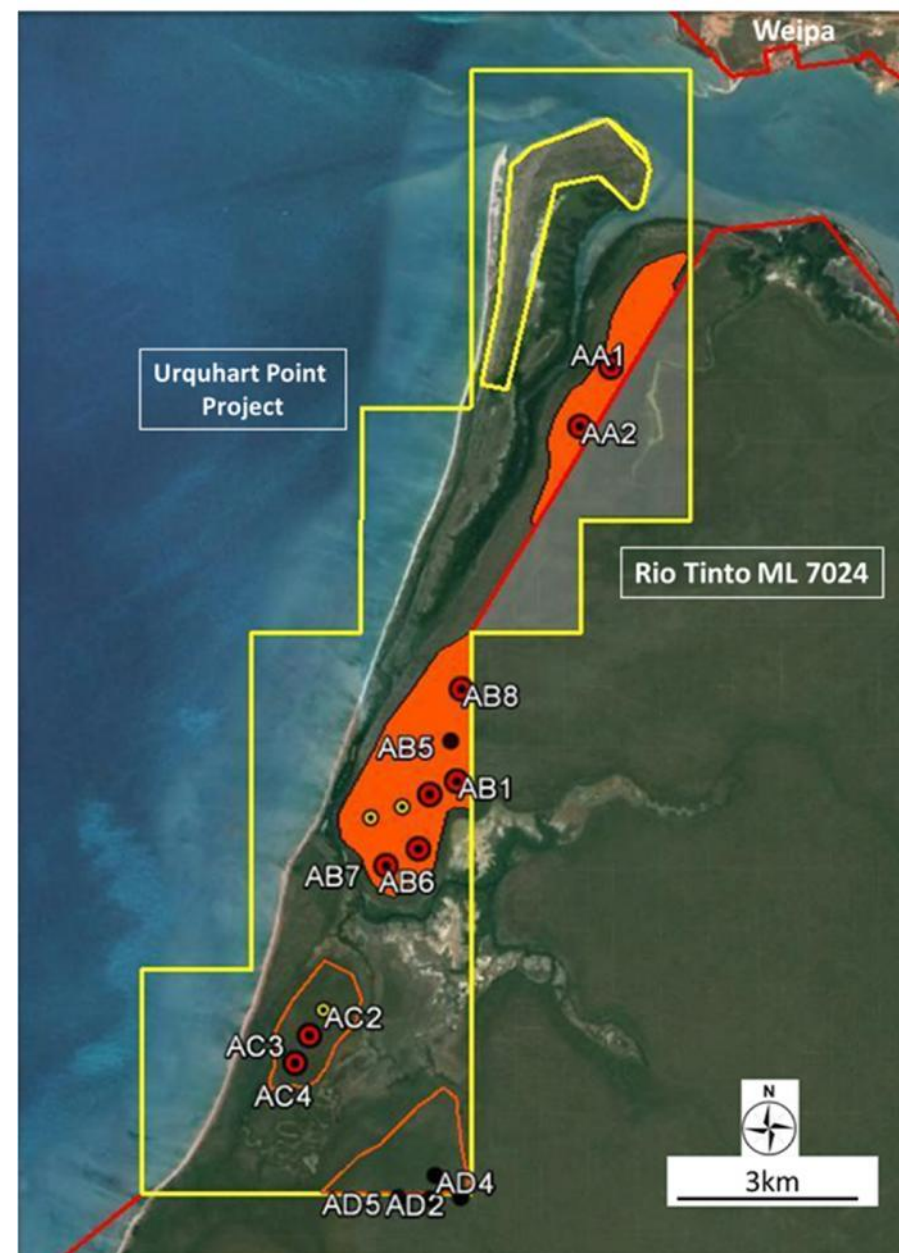 Weipa
Urquhart Point
Project
AA1
AA2
Rio Tinto ML 7024
AB8
AB5
AB1
AB7
AB6
AC2
AC3
AC4
N
3km
AD4
AD5
AD2